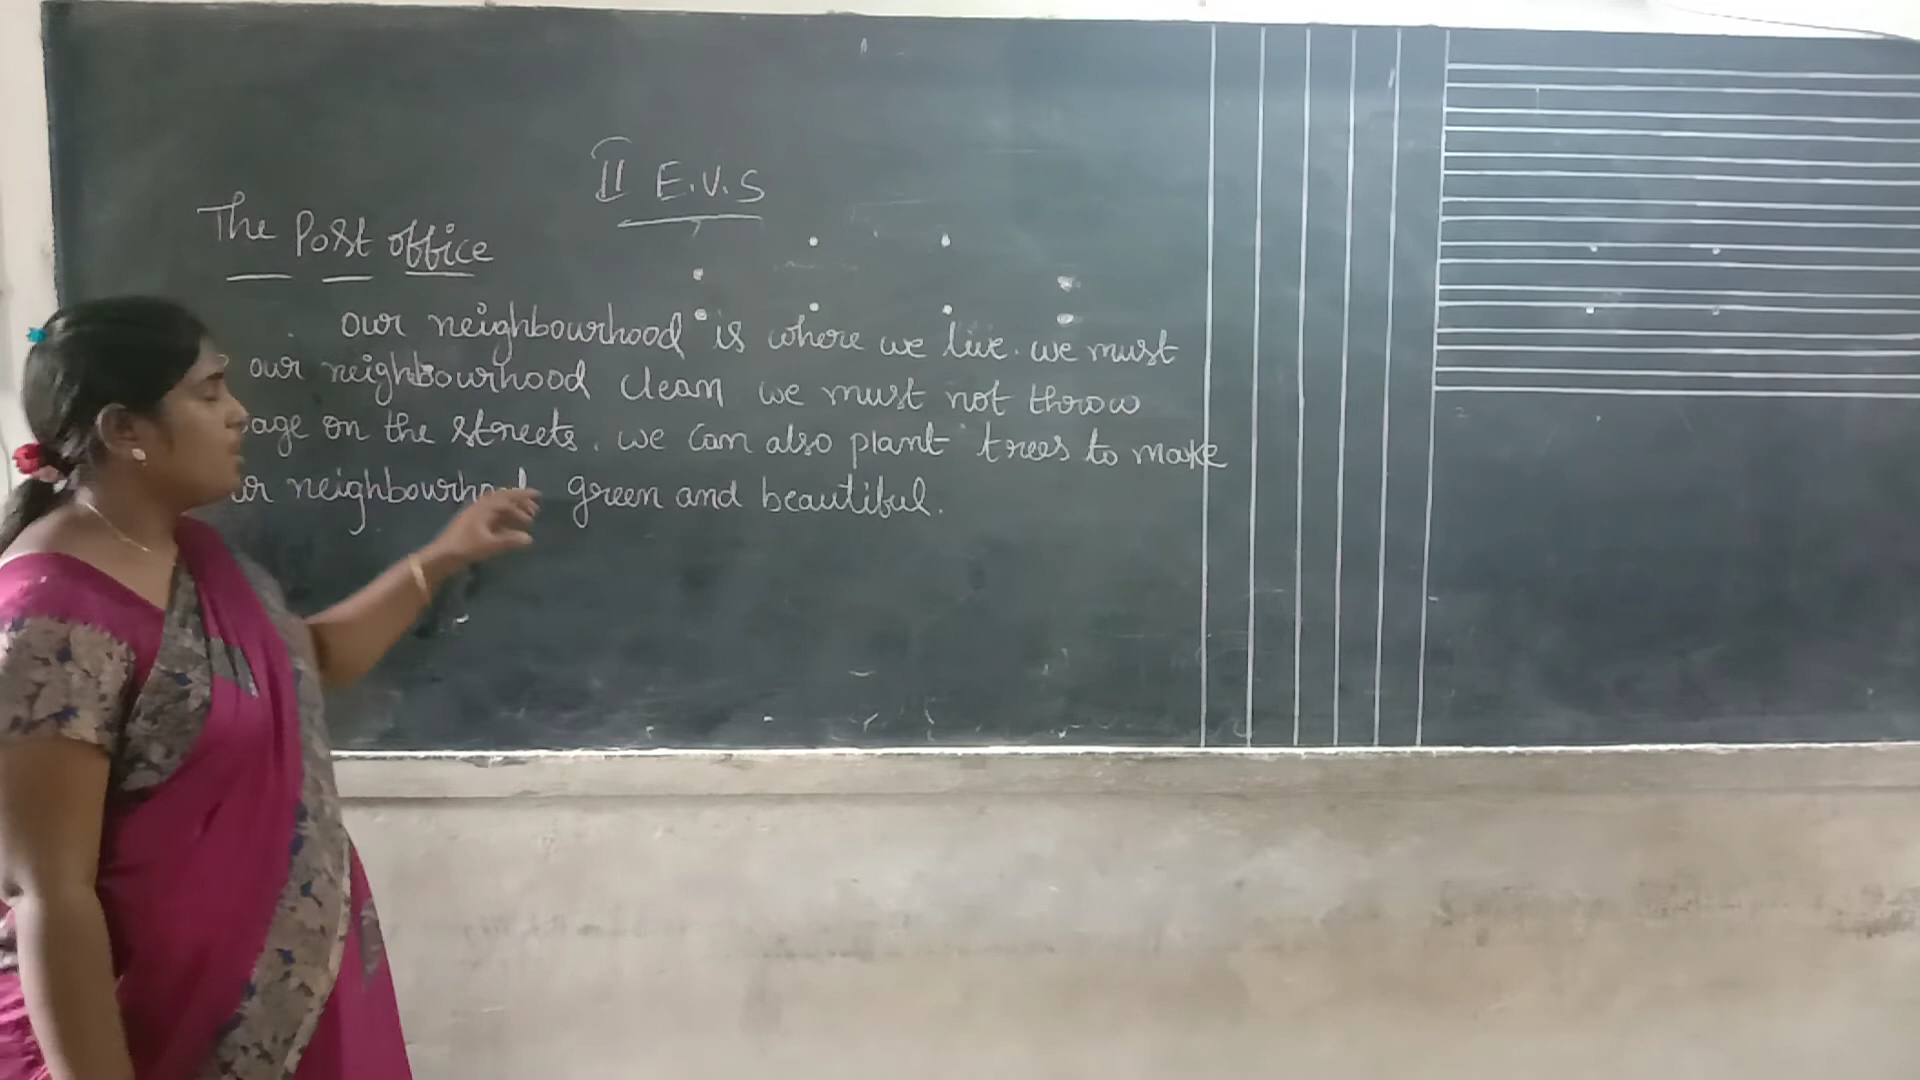 II E.V.S
The Post office
our neighbourhood is where we live. we must
our neighbourhood clean we must not throw
on the streets. we can also plant trees to make
neighbourhood green and beautiful.